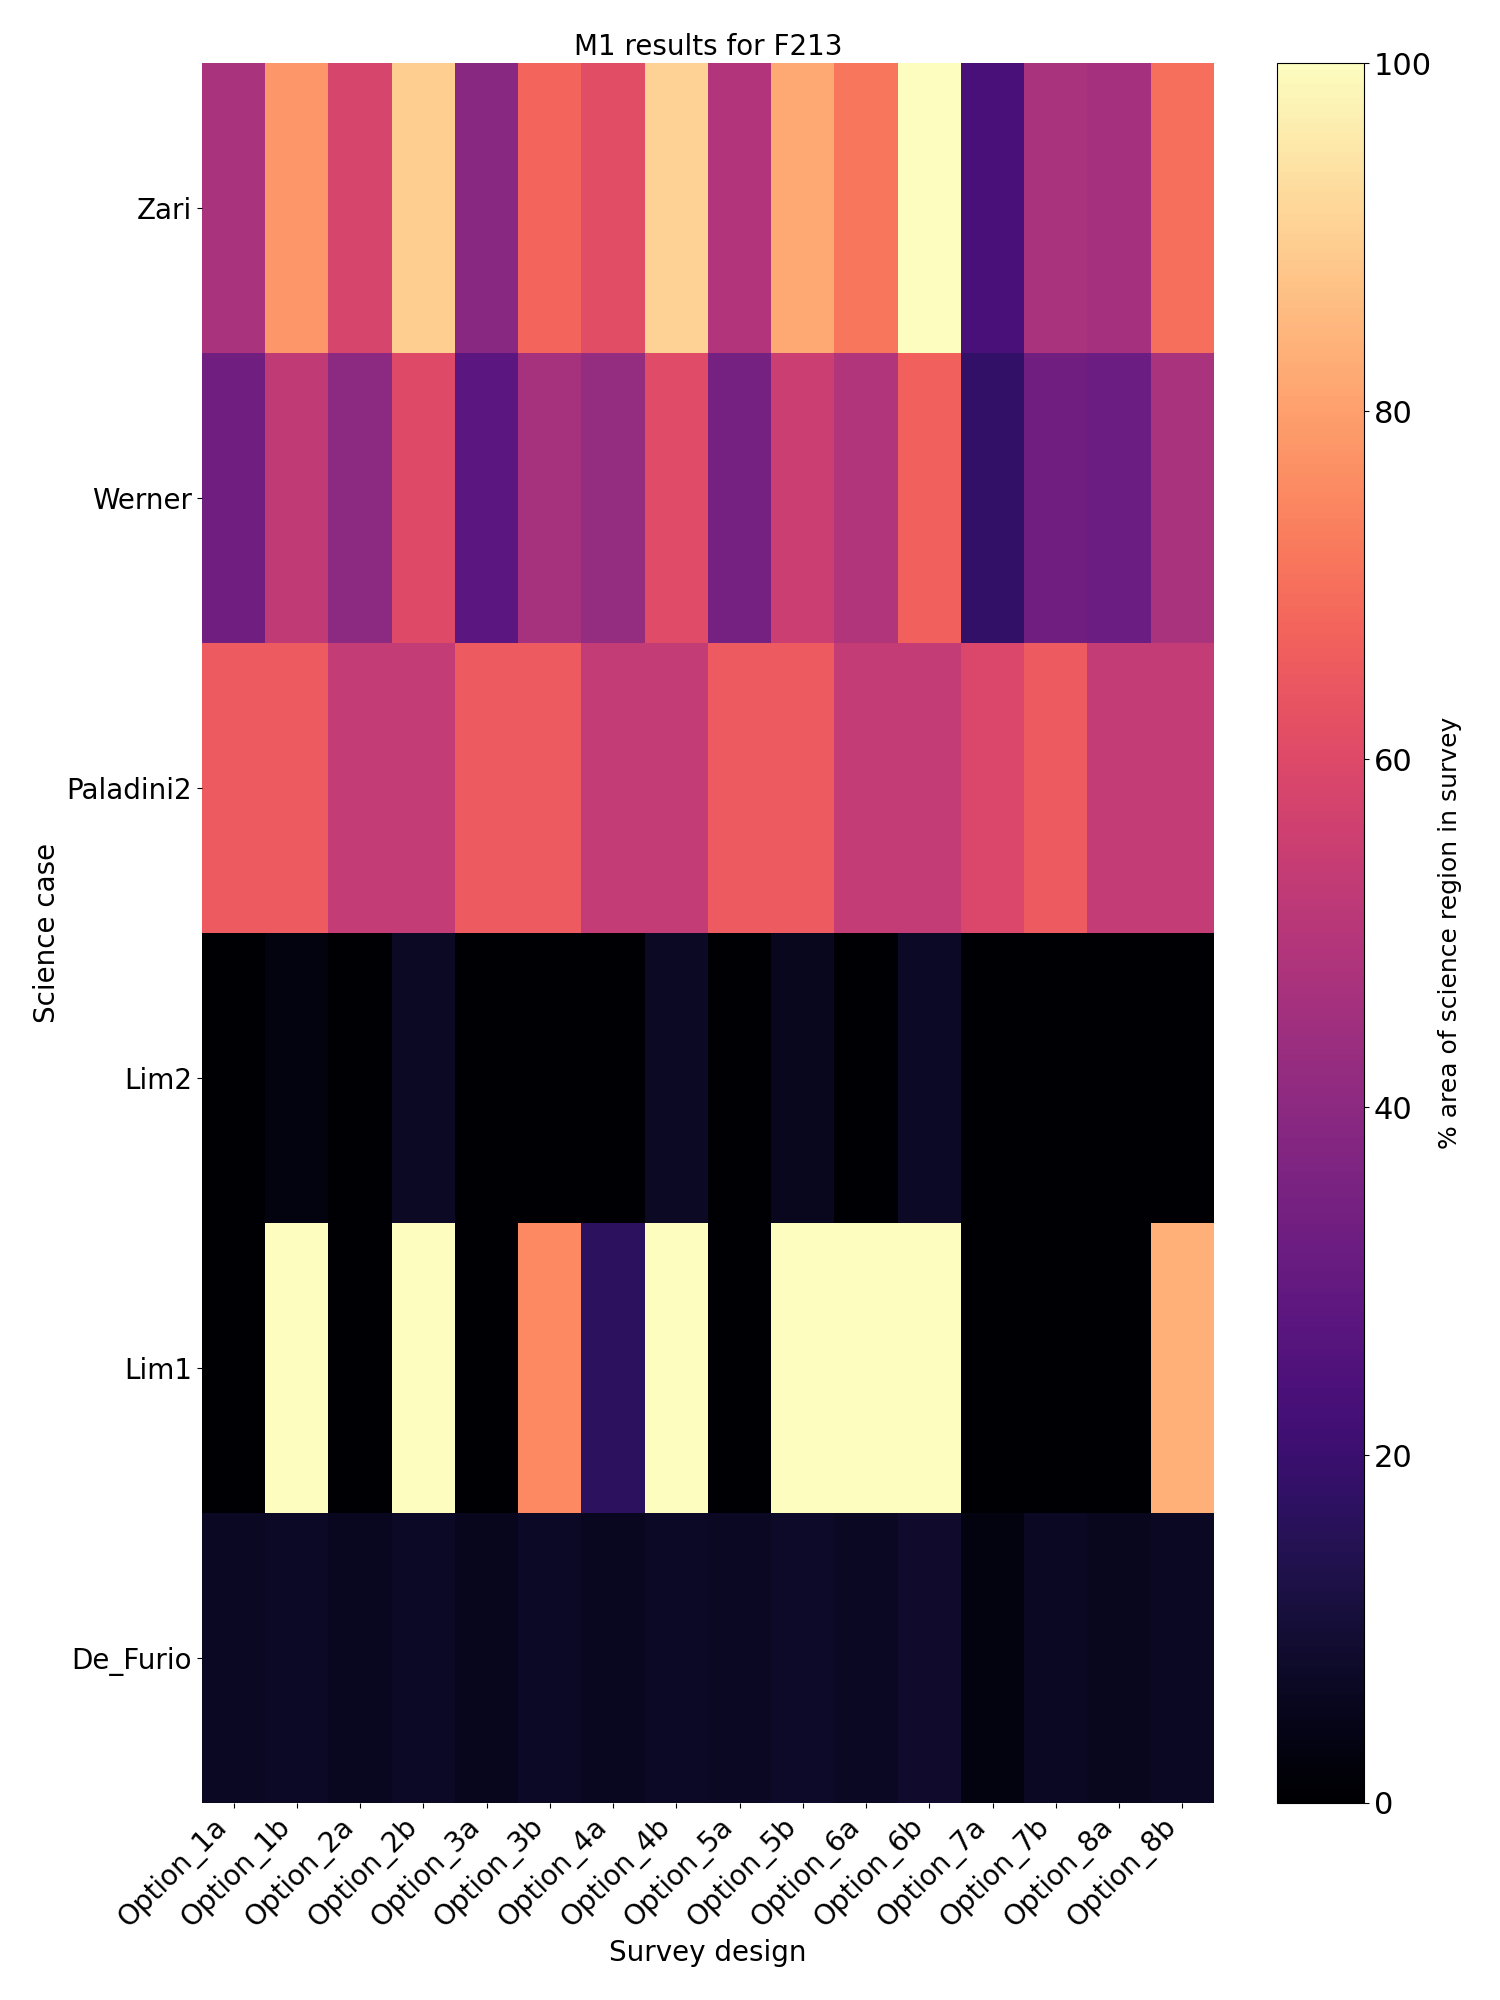 M1 results for F213
Science case
Zari
Werner
Paladini2
Lim2
Lim1
De_Furio
Option_1a
Option_1b
Option_2a
Option_2b
Option_3a
Option_3b
Option_4a
Option_4b
Option_5a
Option_5b
Option_6a
Option_6b
Option_7a
Option_7b
Option_8a
Option_8b
Survey design
100
80
60
40
20
0
% area of science region in survey